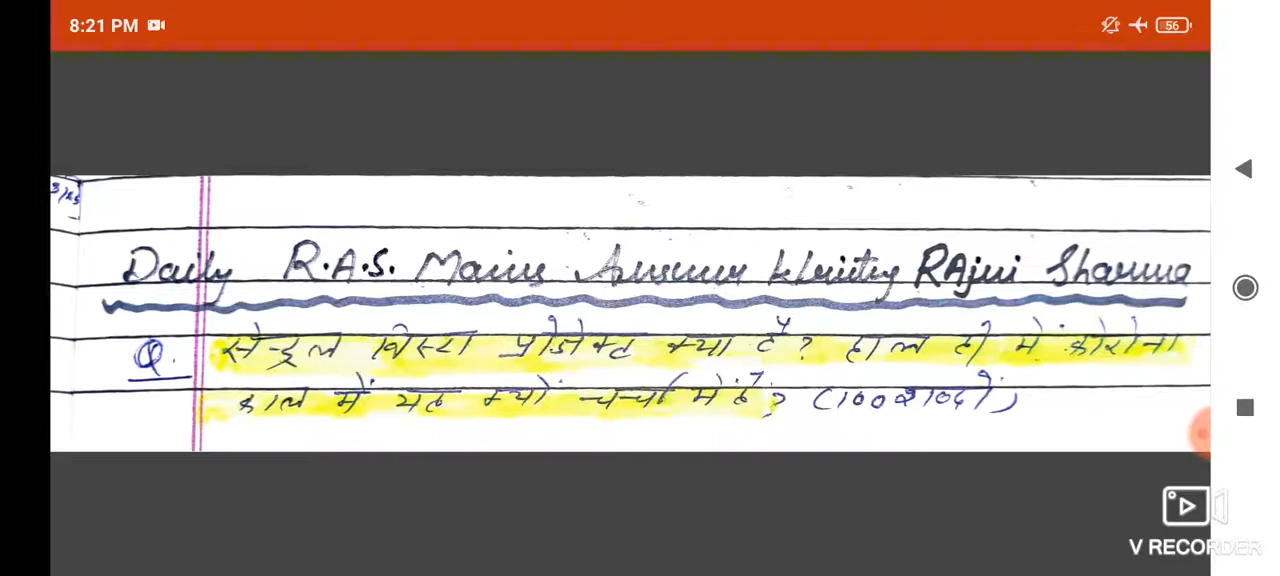 8:21 PM
56
Daily R.A.S. Mains Answer Writing RAjni Sharma
Q. सेन्ट्रल विस्टा प्रोजेक्ट क्या है? हाल ही में कोरोना
काल में यह क्यों चर्चा में है? (100 शब्द)
V RECORDER